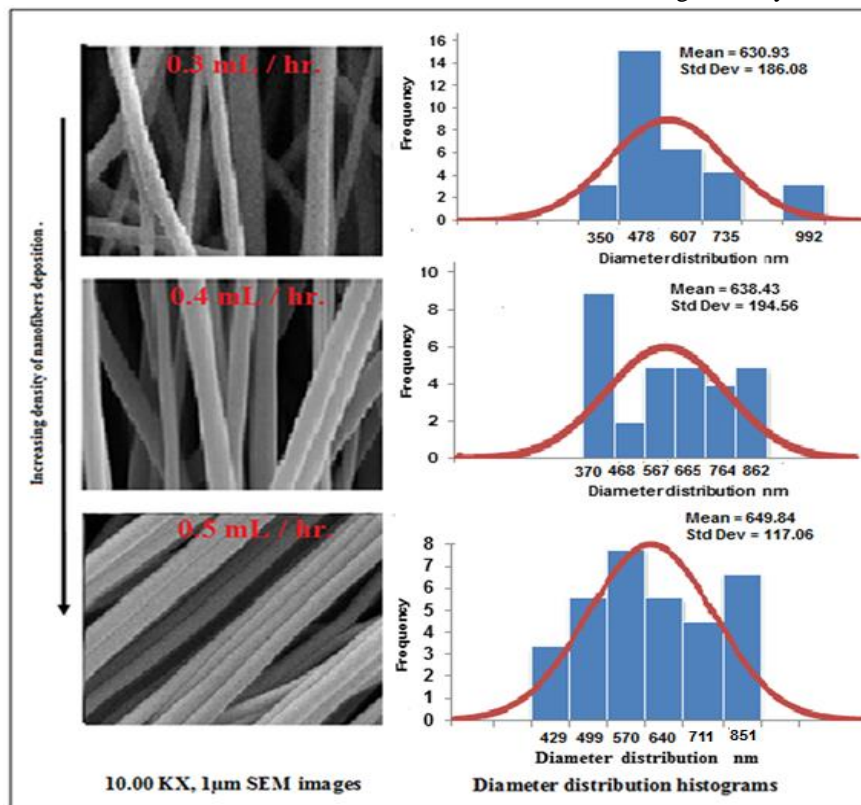 0.3 mL / hr.
Mean = 630.93
Std Dev = 186.08
16
14
12
10
8
6
4
2
0
Frequency
350 478 607 735 992
Diameter distribution nm
0.4 mL / hr.
Mean = 638.43
Std Dev = 194.56
10
8
6
4
2
0
Frequency
370 468 567 665 764 862
Diameter distribution nm
0.5 mL / hr.
Mean = 649.84
Std Dev = 117.06
8
7
6
5
4
3
2
1
0
Frequency
429 499 570 640 711 851
Diameter distribution nm
Increasing density of nanofibers deposition .
10.00 KX, 1µm SEM images
Diameter distribution histograms